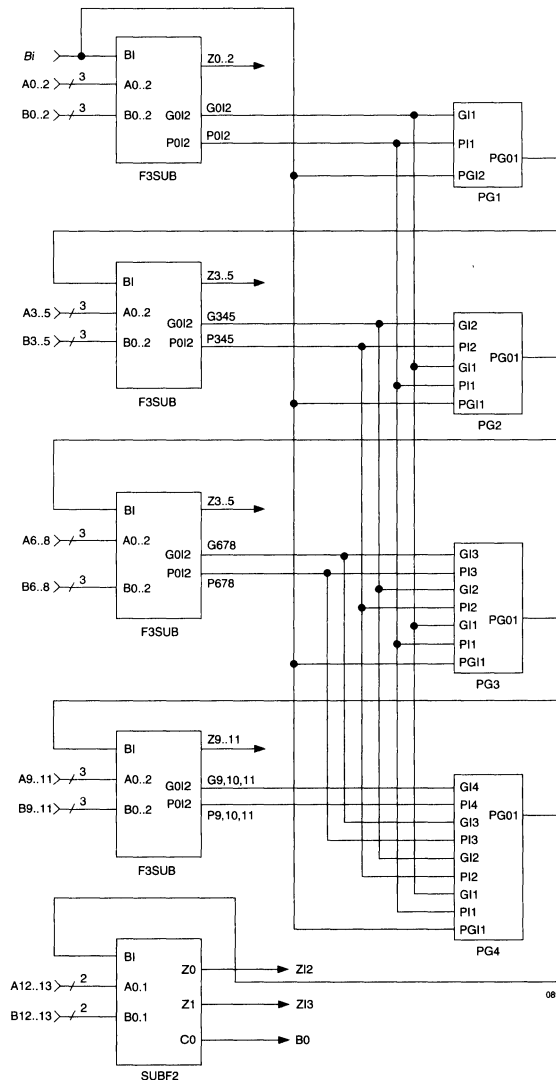 Bi
BI
Z0..2
A0..2
3
A0..2
B0..2
3
B0..2
G0I2
G0I2
P0I2
P0I2
F3SUB
GI1
PI1
PG01
PGI2
PG1
BI
Z3..5
A3..5
3
A0..2
G0I2
G345
B3..5
3
B0..2
P0I2
P345
F3SUB
GI2
PI2
PG01
GI1
PI1
PGI1
PG2
BI
Z3..5
A6..8
3
A0..2
G0I2
G678
P0I2
P678
B6..8
3
B0..2
F3SUB
GI3
PI3
GI2
PI2
PG01
GI1
PI1
PGI1
PG3
BI
Z9..11
A9..11
3
A0..2
G0I2
G9,10,11
B9..11
3
B0..2
P0I2
P9,10,11
F3SUB
GI4
PI4
GI3
PG01
PI3
GI2
PI2
GI1
PI1
PGI1
PG4
BI
Z0
ZI2
A12..13
2
A0.1
B12..13
2
B0.1
Z1
ZI3
C0
B0
SUBF2
08